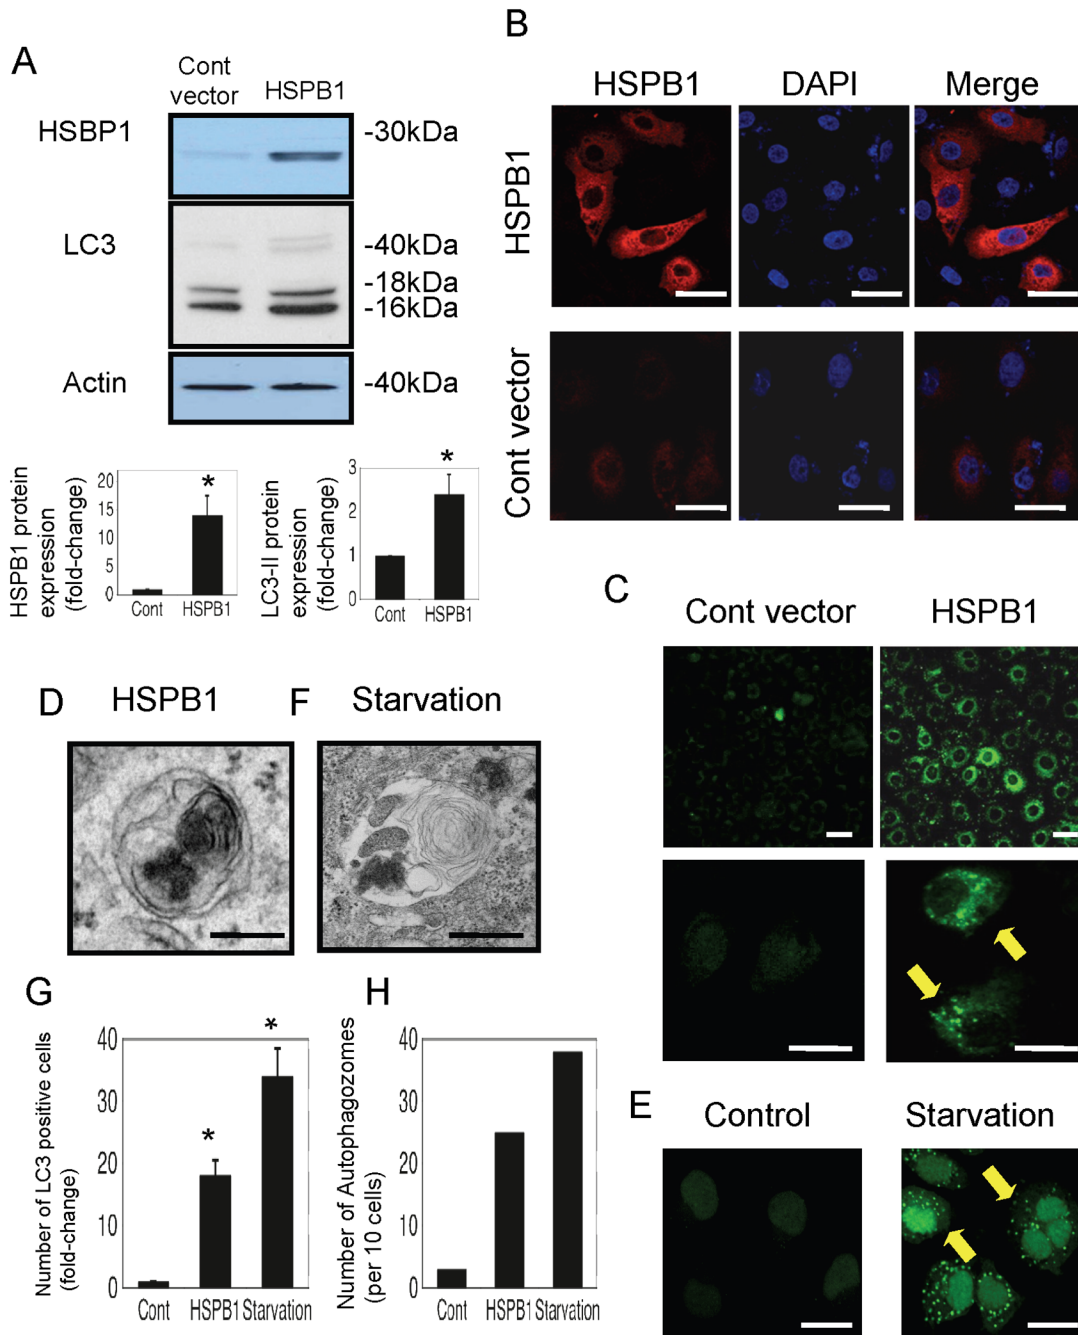 A
Cont vector
HSPB1
HSBP1
-30kDa
LC3
-40kDa
-18kDa
-16kDa
Actin
-40kDa
HSPB1 protein expression (fold-change)
20
15
10
5
0
Cont
HSPB1
*
LC3-II protein expression (fold-change)
3
2
1
0
Cont
HSPB1
*
B
HSPB1
DAPI
Merge
HSPB1
Cont vector
C
Cont vector
HSPB1
D
HSPB1
F
Starvation
G
Number of LC3 positive cells (fold-change)
40
30
20
10
0
*
*
Cont
HSPB1
Starvation
H
Number of Autophagozomes (per 10 cells)
40
30
20
10
0
Cont
HSPB1
Starvation
E
Control
Starvation